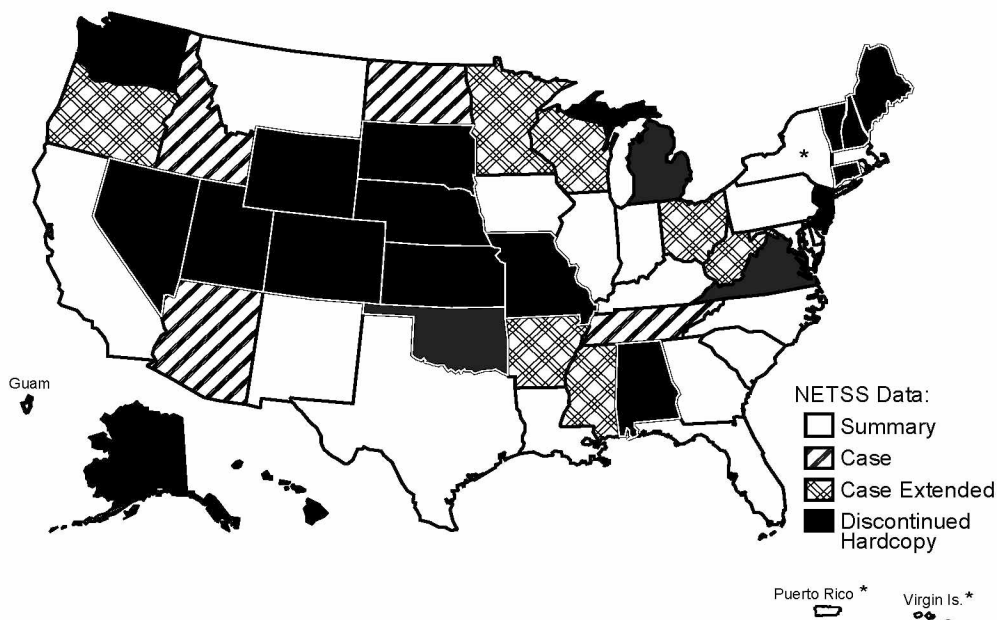 *
Guam
NETSS Data:
Summary
Case
Case Extended
Discontinued
Hardcopy
Puerto Rico *
Virgin Is.*